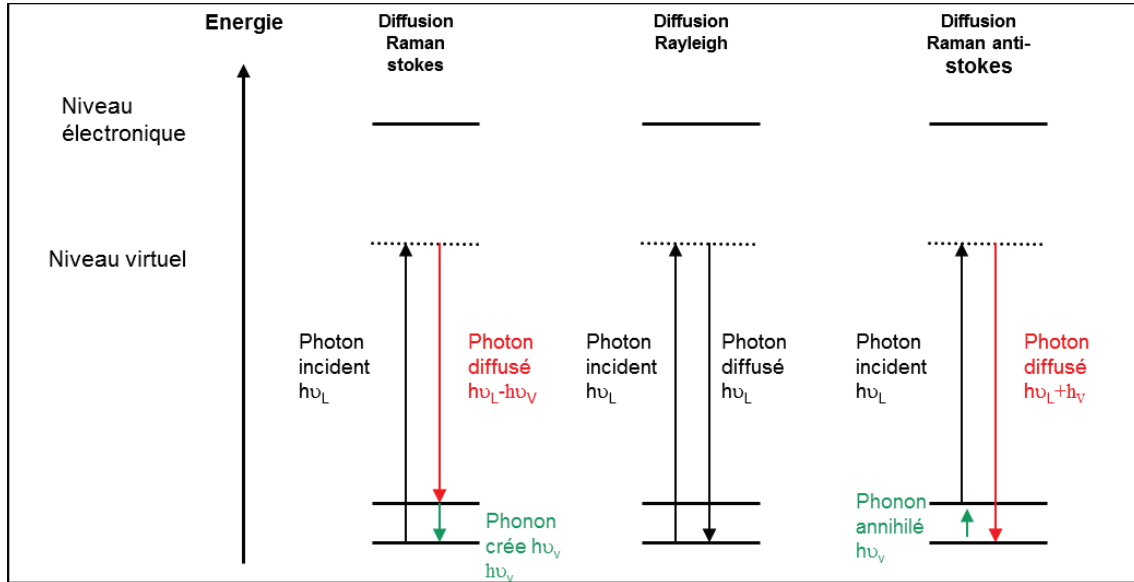 Energie
Diffusion
Raman
stokes
Diffusion
Rayleigh
Diffusion
Raman anti-
stokes
Niveau
électronique
Niveau virtuel
Photon
incident
hυL
Photon
diffusé
hυL-hυV
Photon
incident
hυL
Photon
diffusé
hυL
Photon
incident
hυL
Photon
diffusé
hυL+hV
Phonon
crée hυv
hυv
Phonon
annihilé
hυv